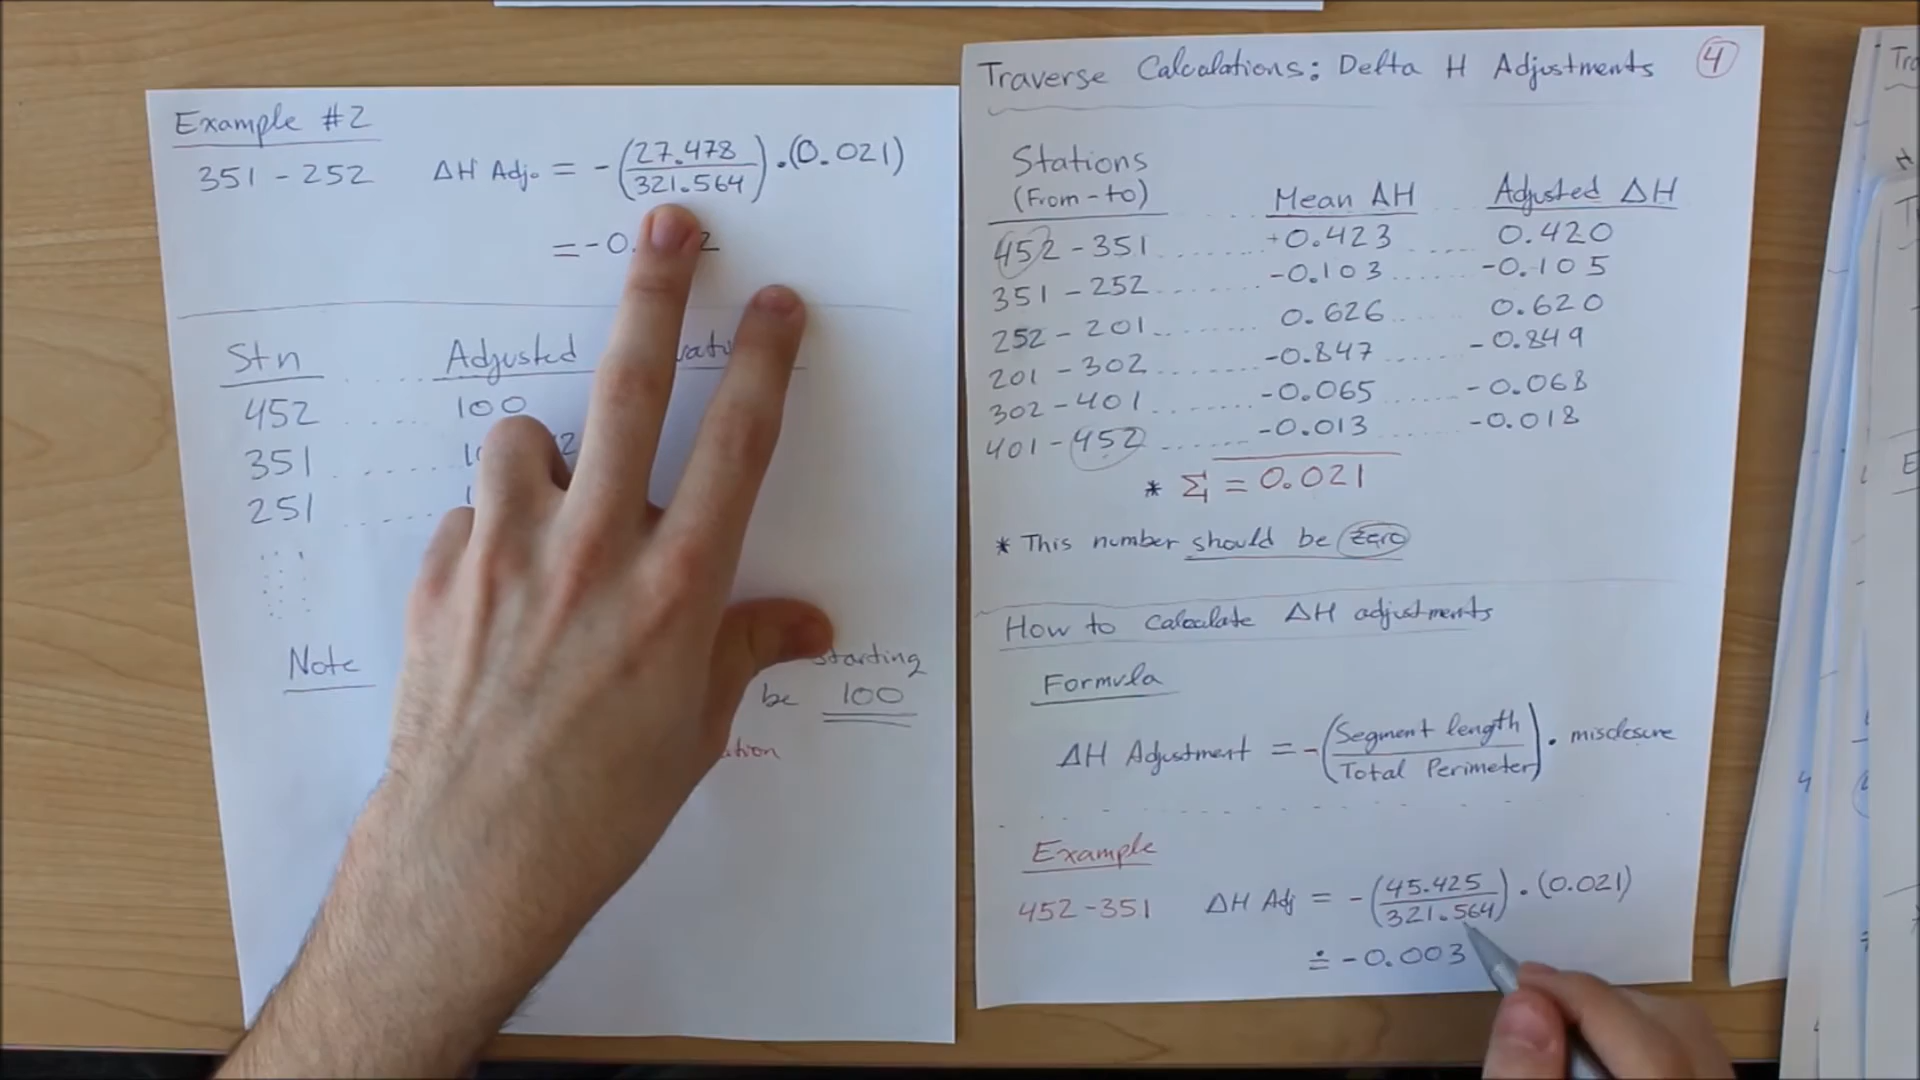 Example #2
351 - 252 ΔH Adj. = -(27.478 / 321.564) · (0.021)
= -0. 2
Stn Adjusted
452 .... 100
351 ......
251 ......
Note
starting
be 100
Traverse Calculations: Delta H Adjustments 4
Stations
(From - to) Mean ΔH Adjusted ΔH
452 - 351 ........ +0.423 ..... 0.420
351 - 252 ........ -0.103 ..... -0.105
252 - 201 ........ 0.626 ..... 0.620
201 - 302 ........ -0.847 ..... -0.849
302 - 401 ........ -0.065 ..... -0.068
401 - 452 ........ -0.013 ..... -0.018
* Σ = 0.021
* This number should be zero
How to calculate ΔH adjustments
Formula
ΔH Adjustment = -(Segment length / Total Perimeter) · misclosure
Example
452-351 ΔH Adj = -(45.425 / 321.564) · (0.021)
≐ -0.003